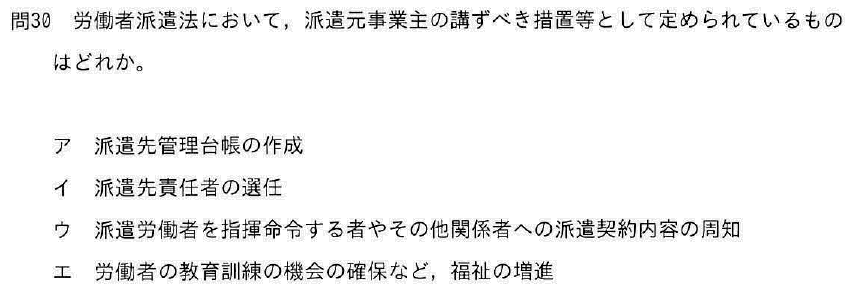 問30　労働者派遣法において，派遣元事業主の講ずべき措置等として定められているもの
はどれか。
ア　派遣先管理台帳の作成
イ　派遣先責任者の選任
ウ　派遣労働者を指揮命令する者やその他関係者への派遣契約内容の周知
エ　労働者の教育訓練の機会の確保など，福祉の増進